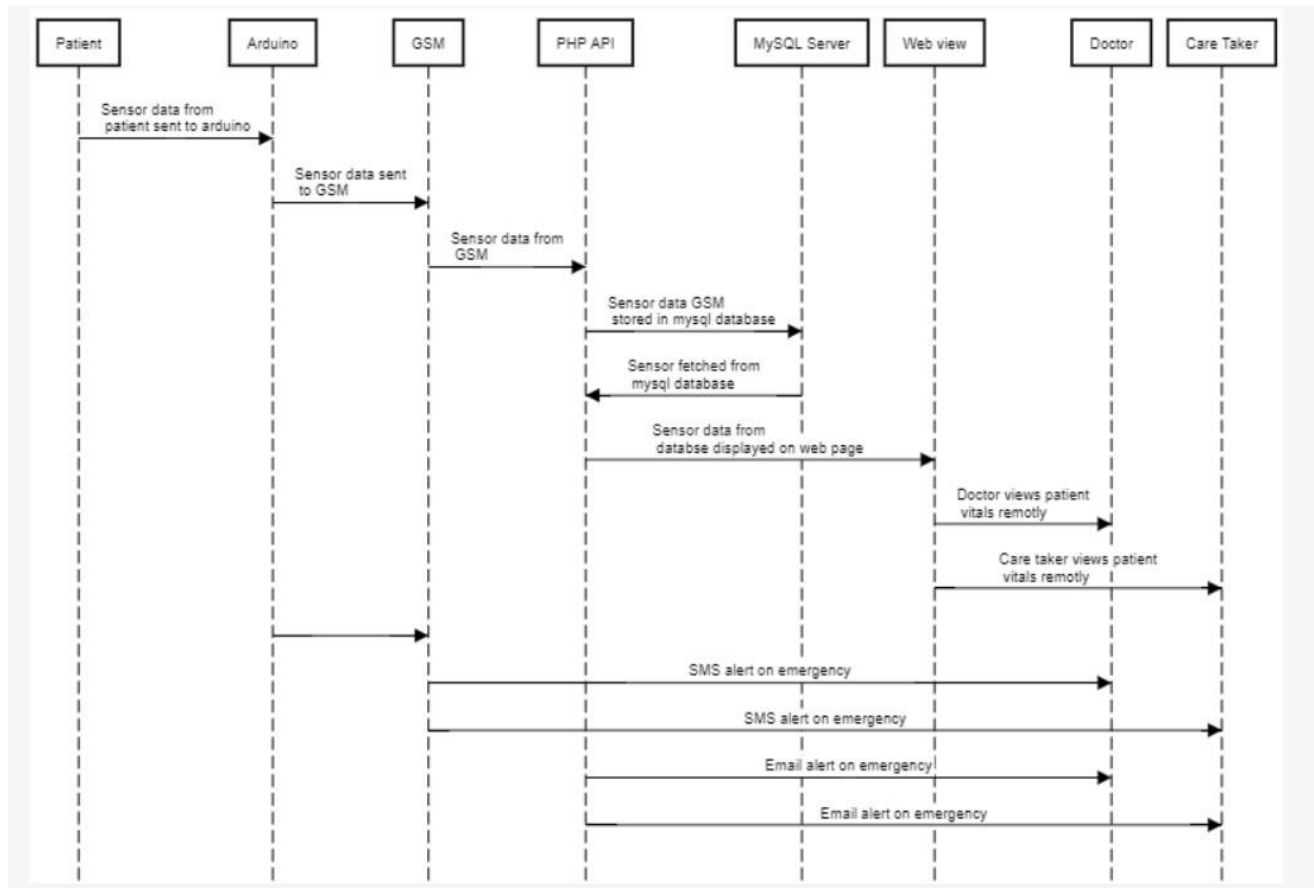 Patient
Arduino
GSM
PHP API
MySQL Server
Web view
Doctor
Care Taker
Sensor data from
patient sent to arduino
Sensor data sent
to GSM
Sensor data from
GSM
Sensor data GSM
stored in mysql database
Sensor fetched from
mysql database
Sensor data from
databse displayed on web page
Doctor views patient
vitals remotly
Care taker views patient
vitals remotly
SMS alert on emergency
SMS alert on emergency
Email alert on emergency
Email alert on emergency